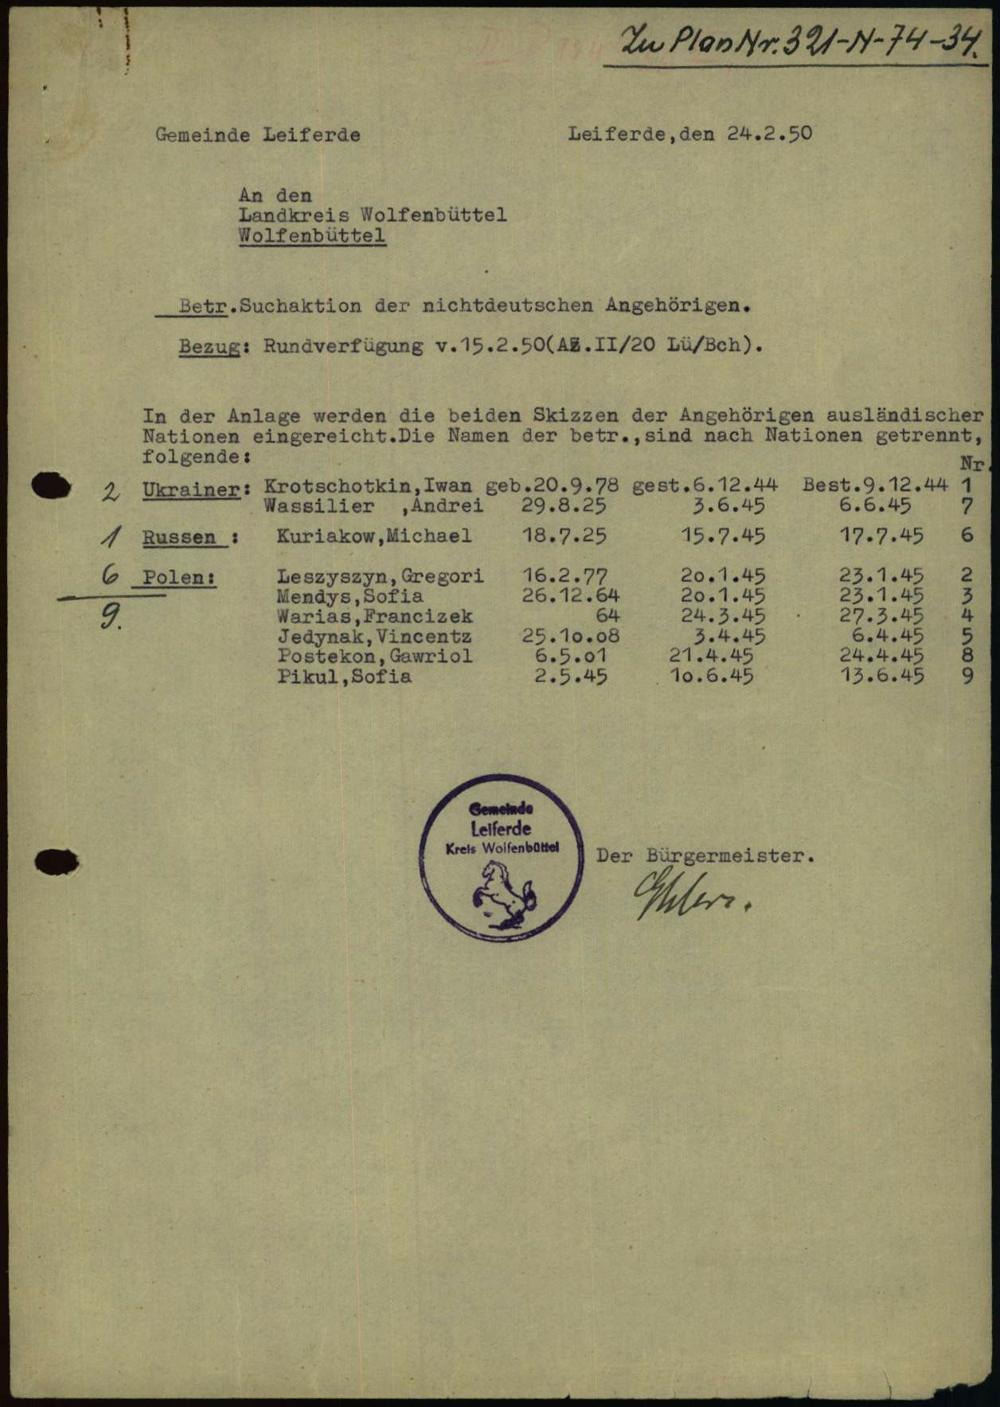 Zu Plan Nr. 321-N-74-34.
Gemeinde Leiferde Leiferde,den 24.2.50
An den
Landkreis Wolfenbüttel
Wolfenbüttel
Betr.Suchaktion der nichtdeutschen Angehörigen.
Bezug: Rundverfügung v.15.2.50(AZ.II/20 Lü/Bch).
In der Anlage werden die beiden Skizzen der Angehörigen ausländischer
Nationen eingereicht.Die Namen der betr.,sind nach Nationen getrennt,
folgende:
Nr.
2 Ukrainer: Krotschotkin,Iwan geb.20.9.78 gest.6.12.44 Best.9.12.44 1
Wassilier ,Andrei 29.8.25 3.6.45 6.6.45 7
1 Russen : Kuriakow,Michael 18.7.25 15.7.45 17.7.45 6
6 Polen: Leszyszyn,Gregori 16.2.77 2o.1.45 23.1.45 2
Mendys,Sofia 26.12.64 2o.1.45 23.1.45 3
9. Warias,Francizek 64 24.3.45 27.3.45 4
Jedynak,Vincentz 25.1o.o8 3.4.45 6.4.45 5
Postekon,Gawriol 6.5.o1 21.4.45 24.4.45 8
Pikul,Sofia 2.5.45 1o.6.45 13.6.45 9
Gemeinde
Leiferde
Kreis Wolfenbüttel
Der Bürgermeister.
Ehlers.